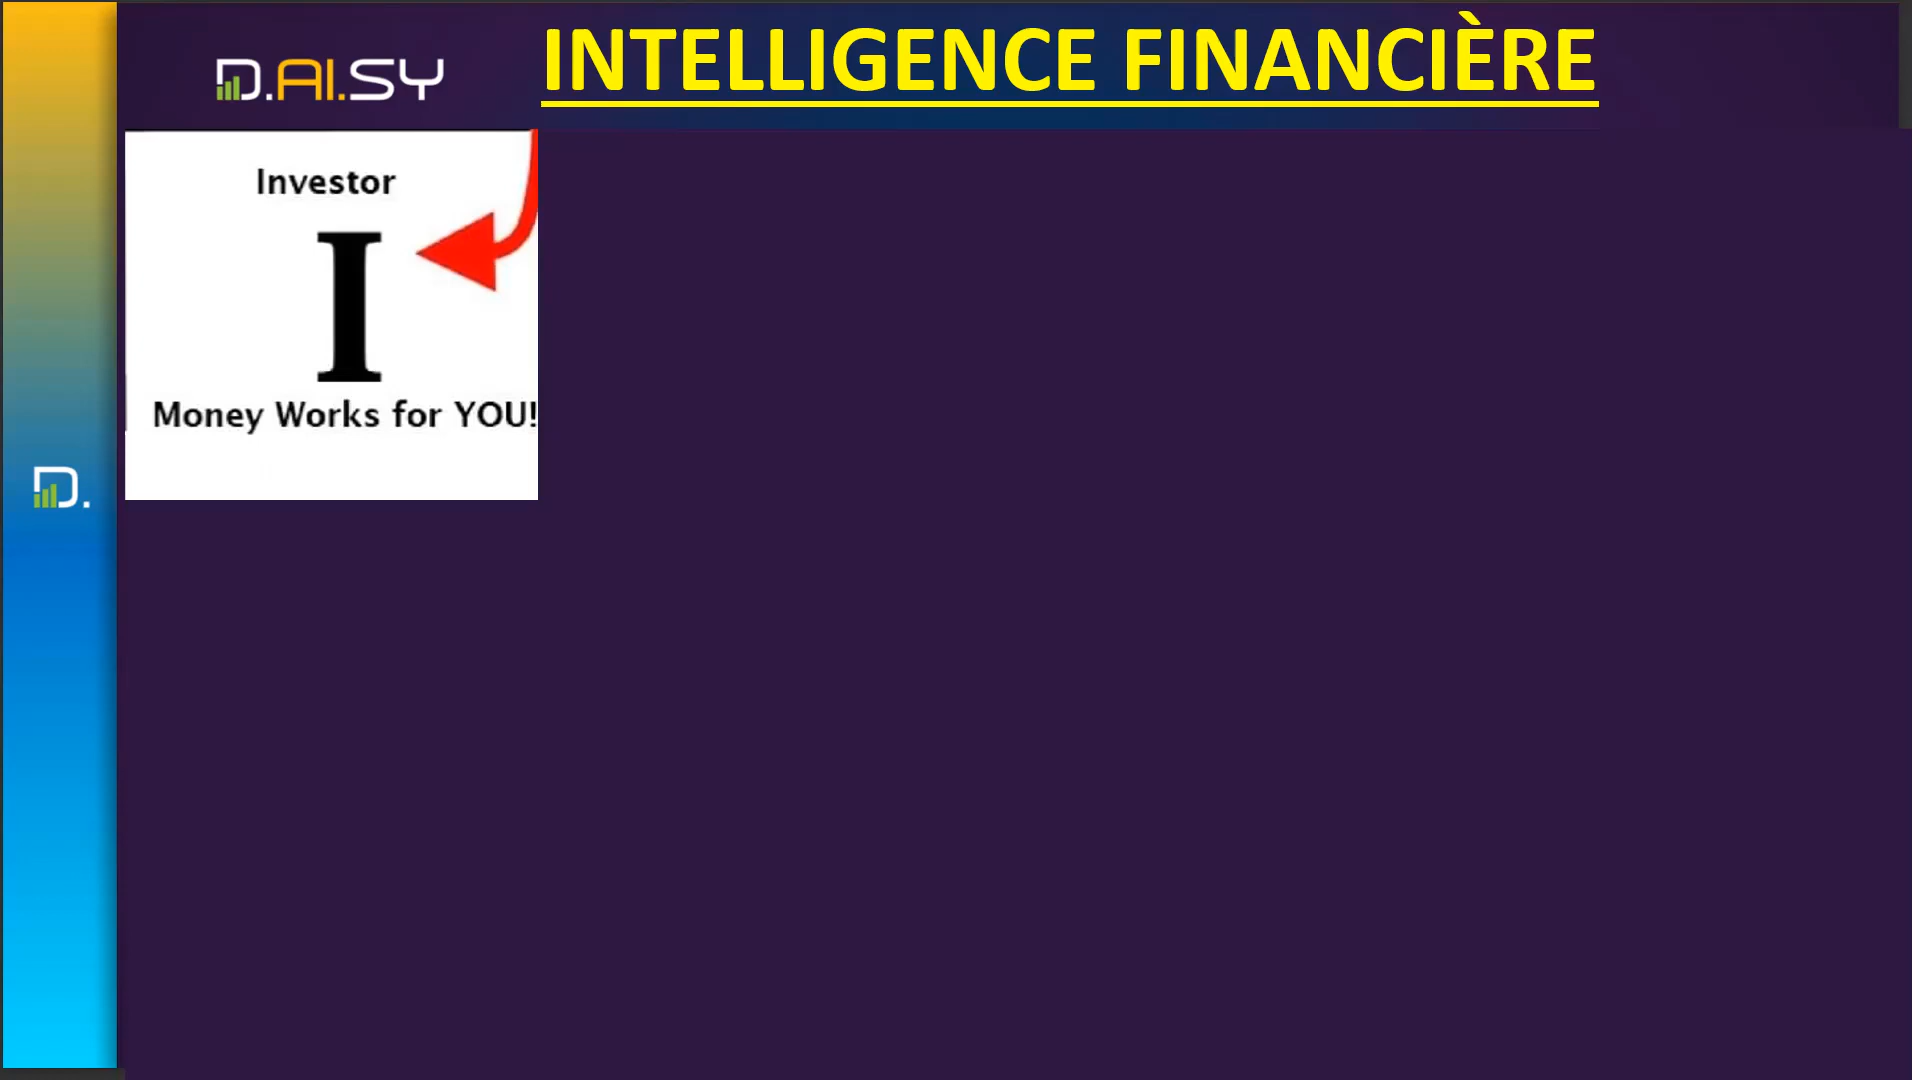 D.AI.SY
INTELLIGENCE FINANCIÈRE
Investor
I
Money Works for YOU!
D.